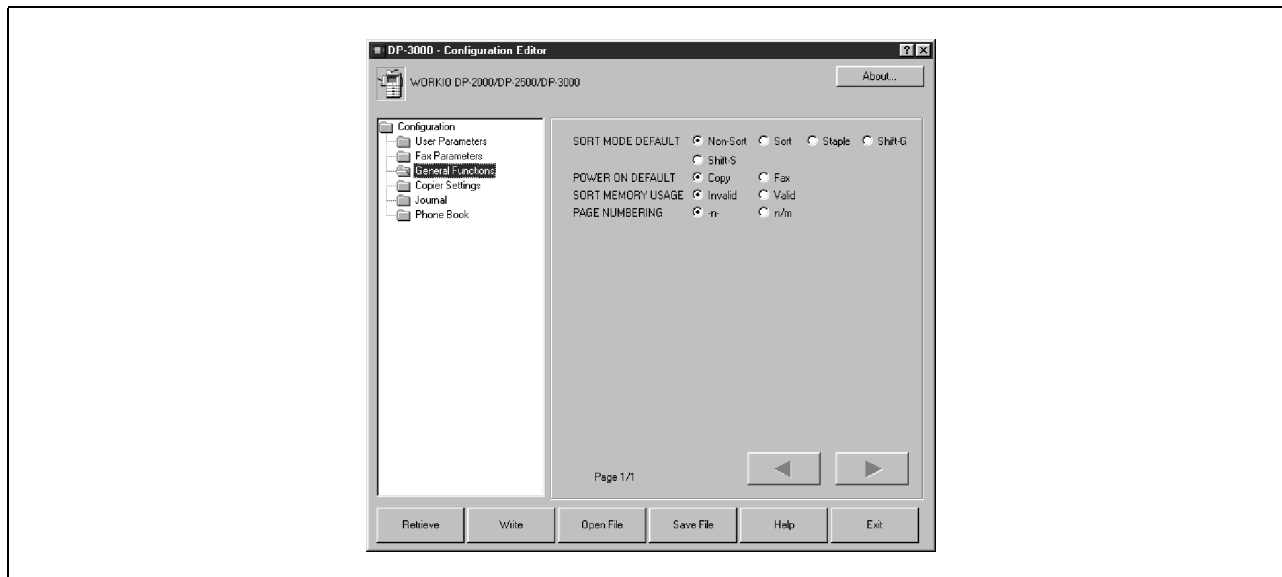 DP-3000 - Configuration Editor
WORKIO DP-2000/DP-2500/DP-3000
About...
Configuration
User Parameters
Fax Parameters
General Functions
Copier Settings
Journal
Phone Book
SORT MODE DEFAULT Non-Sort Sort Staple Shift-G
Shift-S
POWER ON DEFAULT Copy Fax
SORT MEMORY USAGE Invalid Valid
PAGE NUMBERING -n- n/m
Page 1/1
Retrieve Write Open File Save File Help Exit